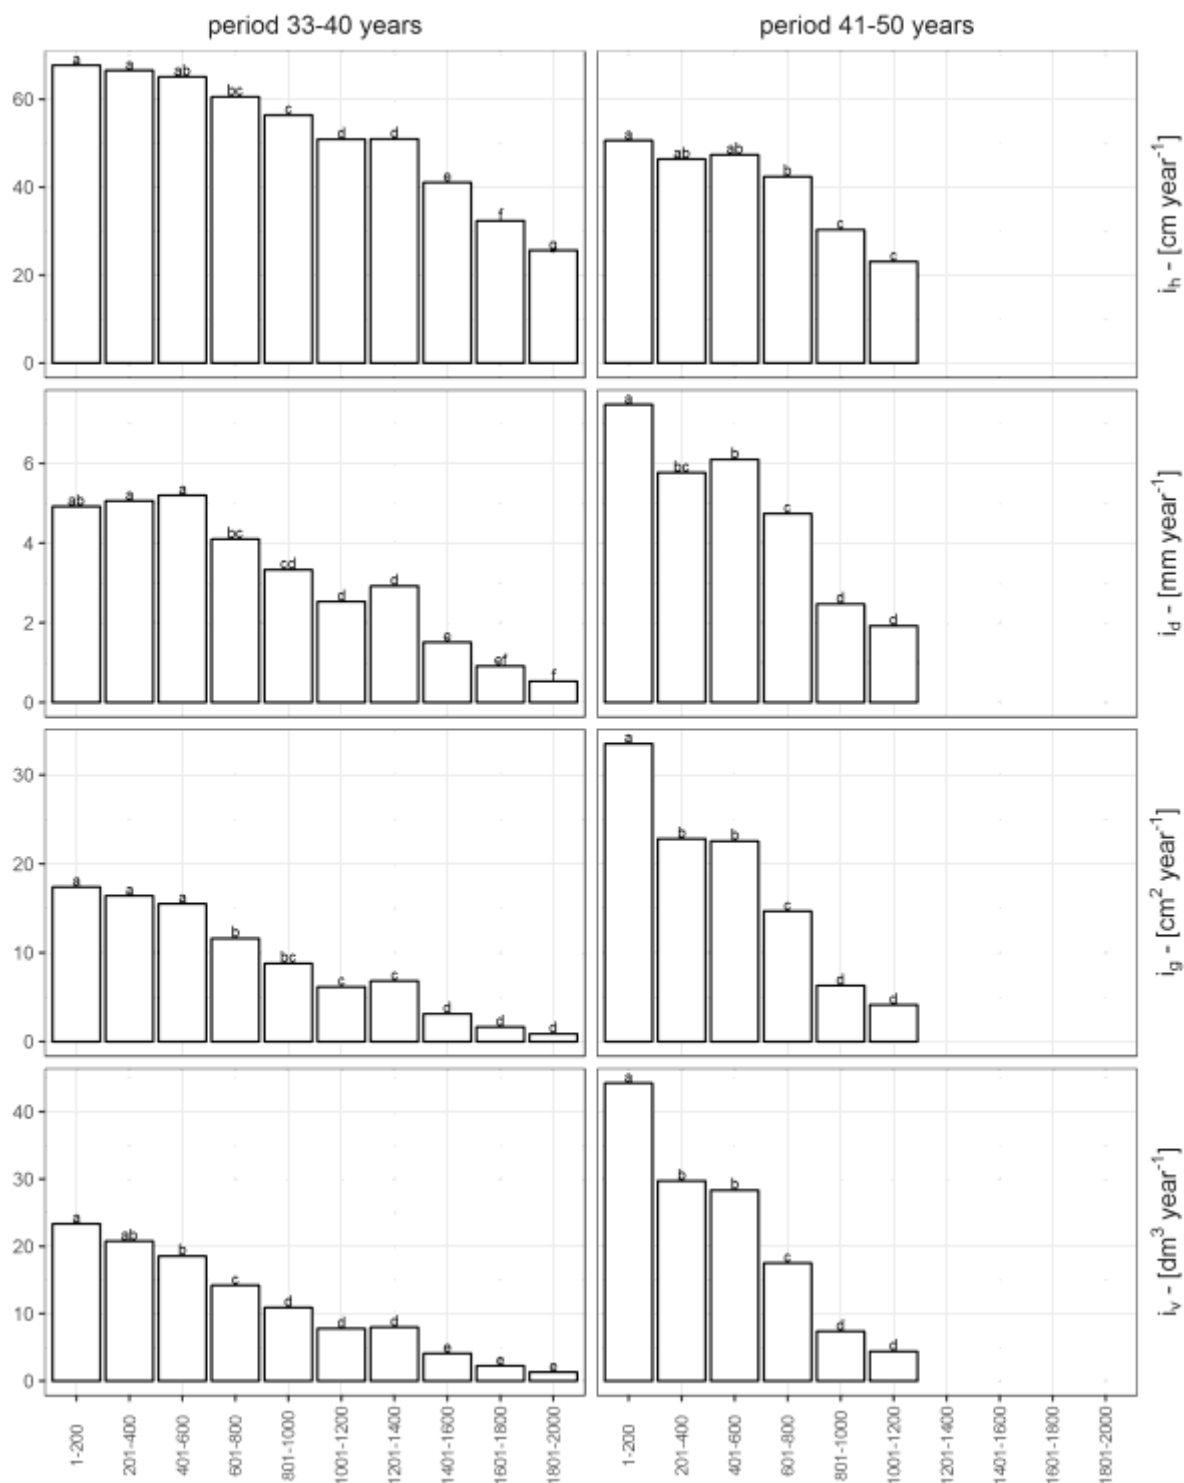 period 33-40 years period 41-50 years
a a ab bc c d d e f g
a ab ab b c c
60
40
20
0
i_h - [cm year⁻¹]
ab a a bc cd d d e ef f
a bc b c d d
6
4
2
0
i_d - [mm year⁻¹]
a a a b bc c c d d d
a b b c d d
30
20
10
0
i_g - [cm² year⁻¹]
a ab b c d d d e e e
a b b c d d
40
30
20
10
0
i_v - [dm³ year⁻¹]
1-200 201-400 401-600 601-800 801-1000 1001-1200 1201-1400 1401-1600 1601-1800 1801-2000
1-200 201-400 401-600 601-800 801-1000 1001-1200 1201-1400 1401-1600 1601-1800 1801-2000